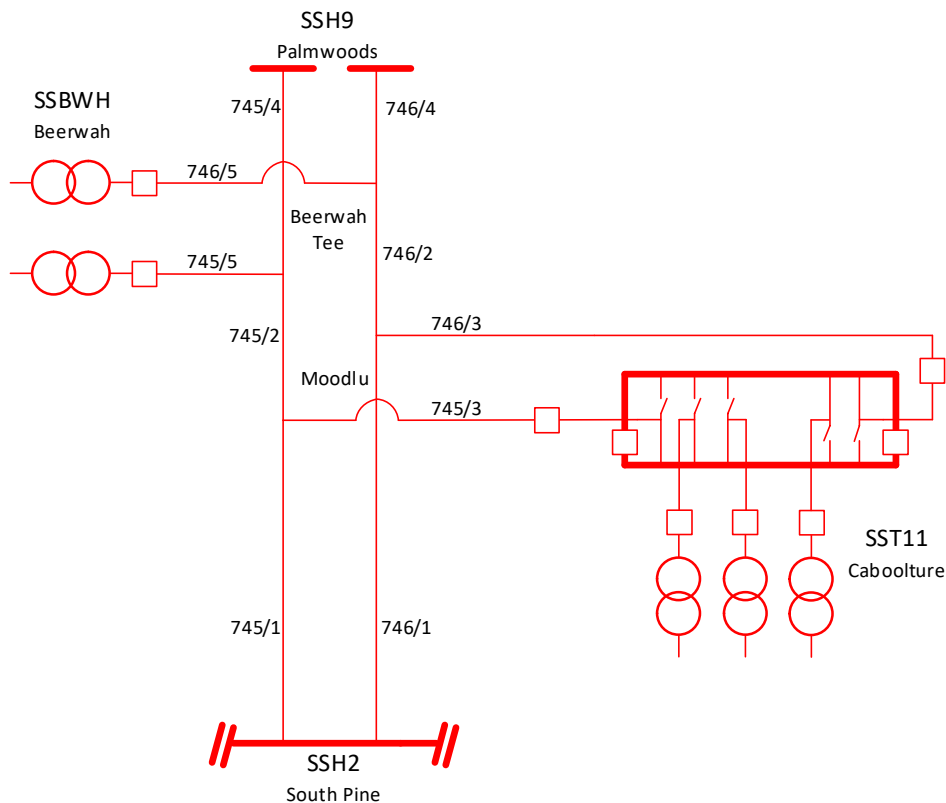 SSH9
Palmwoods
SSBWH
Beerwah
745/4
746/4
746/5
Beerwah
Tee
746/2
745/5
745/2
746/3
Moodlu
745/3
SST11
Caboolture
745/1
746/1
SSH2
South Pine